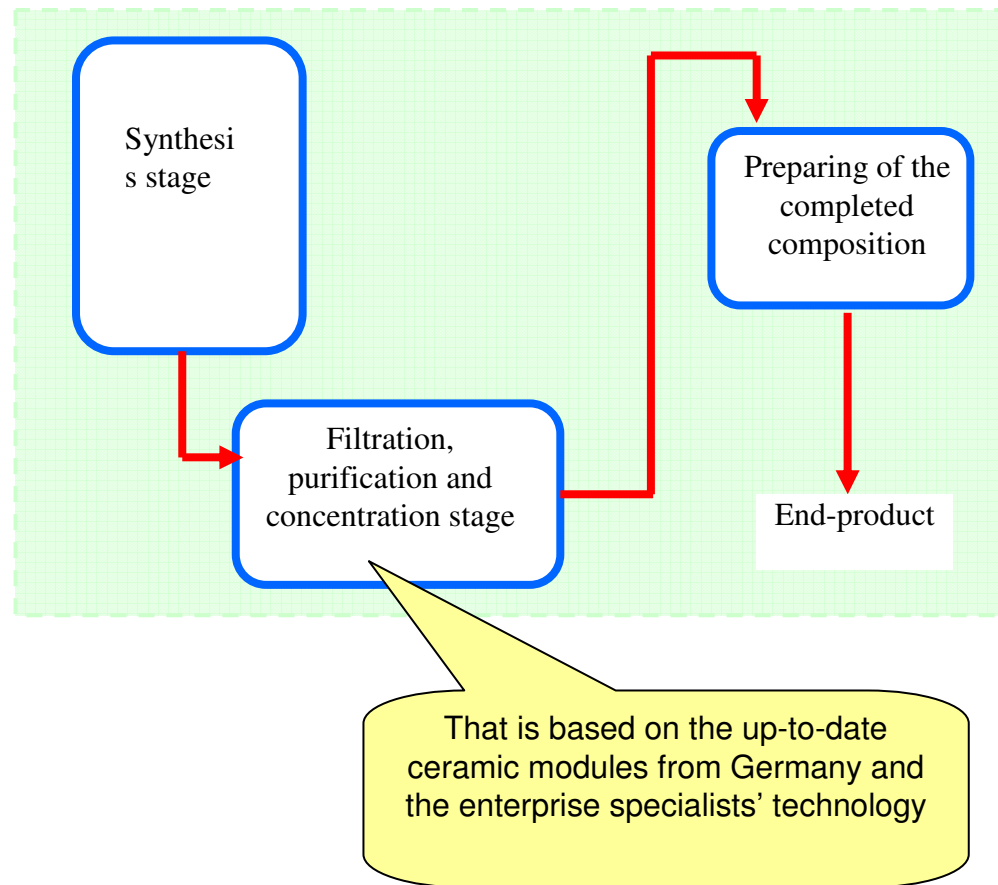 Synthesi
s stage
Preparing of the
completed
composition
Filtration,
purification and
concentration stage
End-product
That is based on the up-to-date
ceramic modules from Germany and
the enterprise specialists’ technology